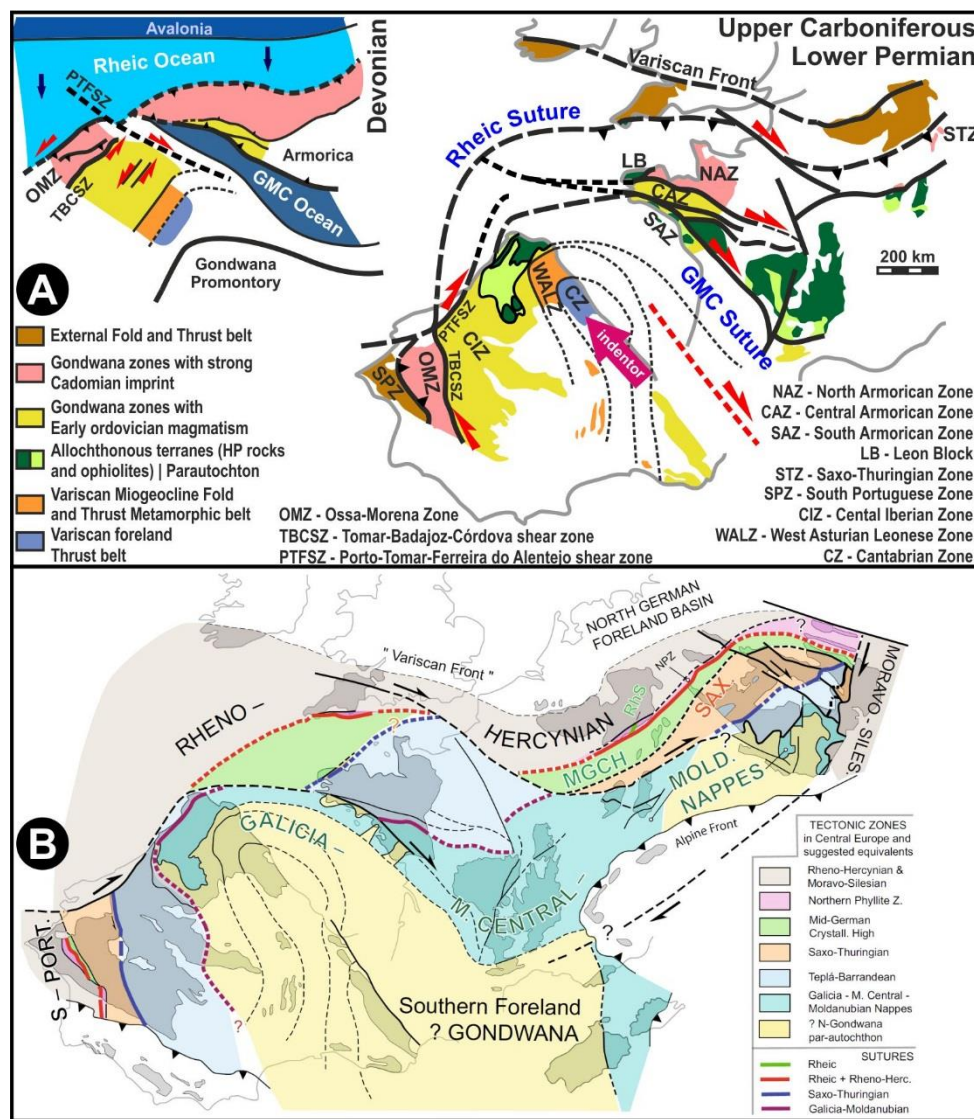 Avalonia
Rheic Ocean
PTFSZ
Devonian
Armorica
OMZ
TBCSZ
GMC Ocean
Gondwana
Promontory
A
Upper Carboniferous
Lower Permian
Variscan Front
Rheic Suture
STZ
LB
NAZ
CAZ
SAZ
200 km
WALZ
CZ
PTFSZ
CIZ
GMC Suture
indentor
SPZ
OMZ
TBCSZ
External Fold and Thrust belt
Gondwana zones with
strong
Cadomian imprint
Gondwana zones with
Early ordovician magmatism
Allochthonous terranes (HP rocks
and ophiolites) | Parautochton
Variscan Miogeocline Fold
and Thrust Metamorphic belt
Variscan foreland
Thrust belt
OMZ - Ossa-Morena Zone
TBCSZ - Tomar-Badajoz-Córdova shear zone
PTFSZ - Porto-Tomar-Ferreira do Alentejo shear zone
NAZ - North Armorican Zone
CAZ - Central Armorican Zone
SAZ - South Armorican Zone
LB - Leon Block
STZ - Saxo-Thuringian Zone
SPZ - South Portuguese Zone
CIZ - Cental Iberian Zone
WALZ - West Asturian Leonese Zone
CZ - Cantabrian Zone
NORTH GERMAN
FORELAND BASIN
" Variscan Front "
NPZ
?
RHENO –
HERCYNIAN
RhS
SAX.
MORAVO - SILES.
?
MGCH
?
MOLD.
NAPPES
B
GALICIA –
Alpine Front
M. CENTRAL –
?
S – PORT.
?
Southern Foreland
? GONDWANA
TECTONIC ZONES
in Central Europe and
suggested equivalents
Rheno-Hercynian &
Moravo-Silesian
Northern Phyllite Z.
Mid-German
Crystall. High
Saxo-Thuringian
Teplá-Barrandean
Galicia - M. Central -
Moldanubian Nappes
? N-Gondwana
par-autochthon
SUTURES
Rheic
Rheic + Rheno-Herc.
Saxo-Thuringian
Galicia-Moldanubian